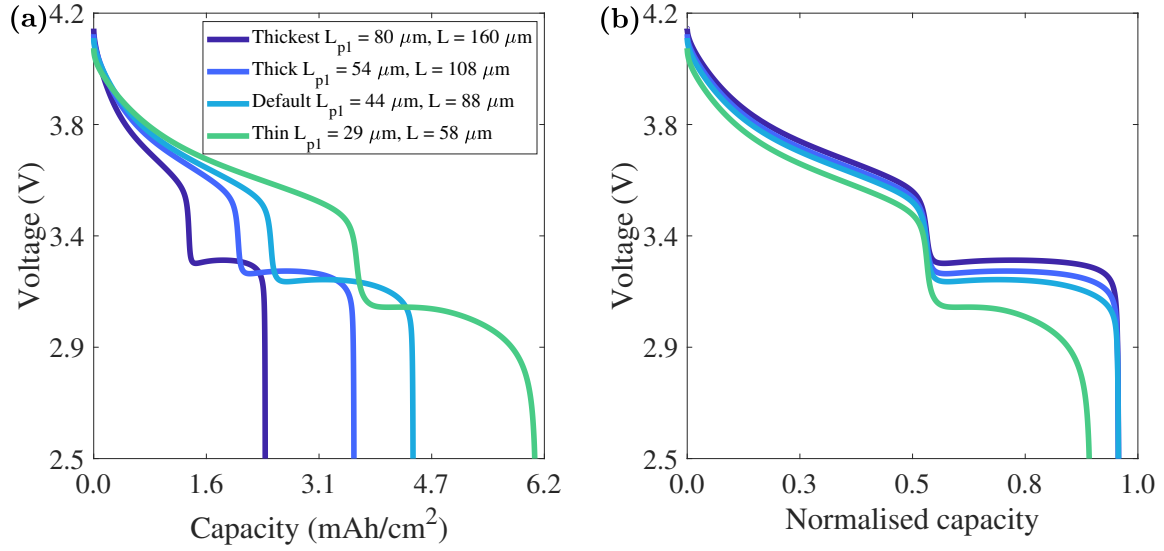 (a)
4.2
3.8
3.4
2.9
2.5
Voltage (V)
Thickest L_p1 = 80 μm, L = 160 μm
Thick L_p1 = 54 μm, L = 108 μm
Default L_p1 = 44 μm, L = 88 μm
Thin L_p1 = 29 μm, L = 58 μm
0.0 1.6 3.1 4.7 6.2
Capacity (mAh/cm²)
(b)
4.2
3.8
3.4
2.9
2.5
Voltage (V)
0.0 0.3 0.5 0.8 1.0
Normalised capacity